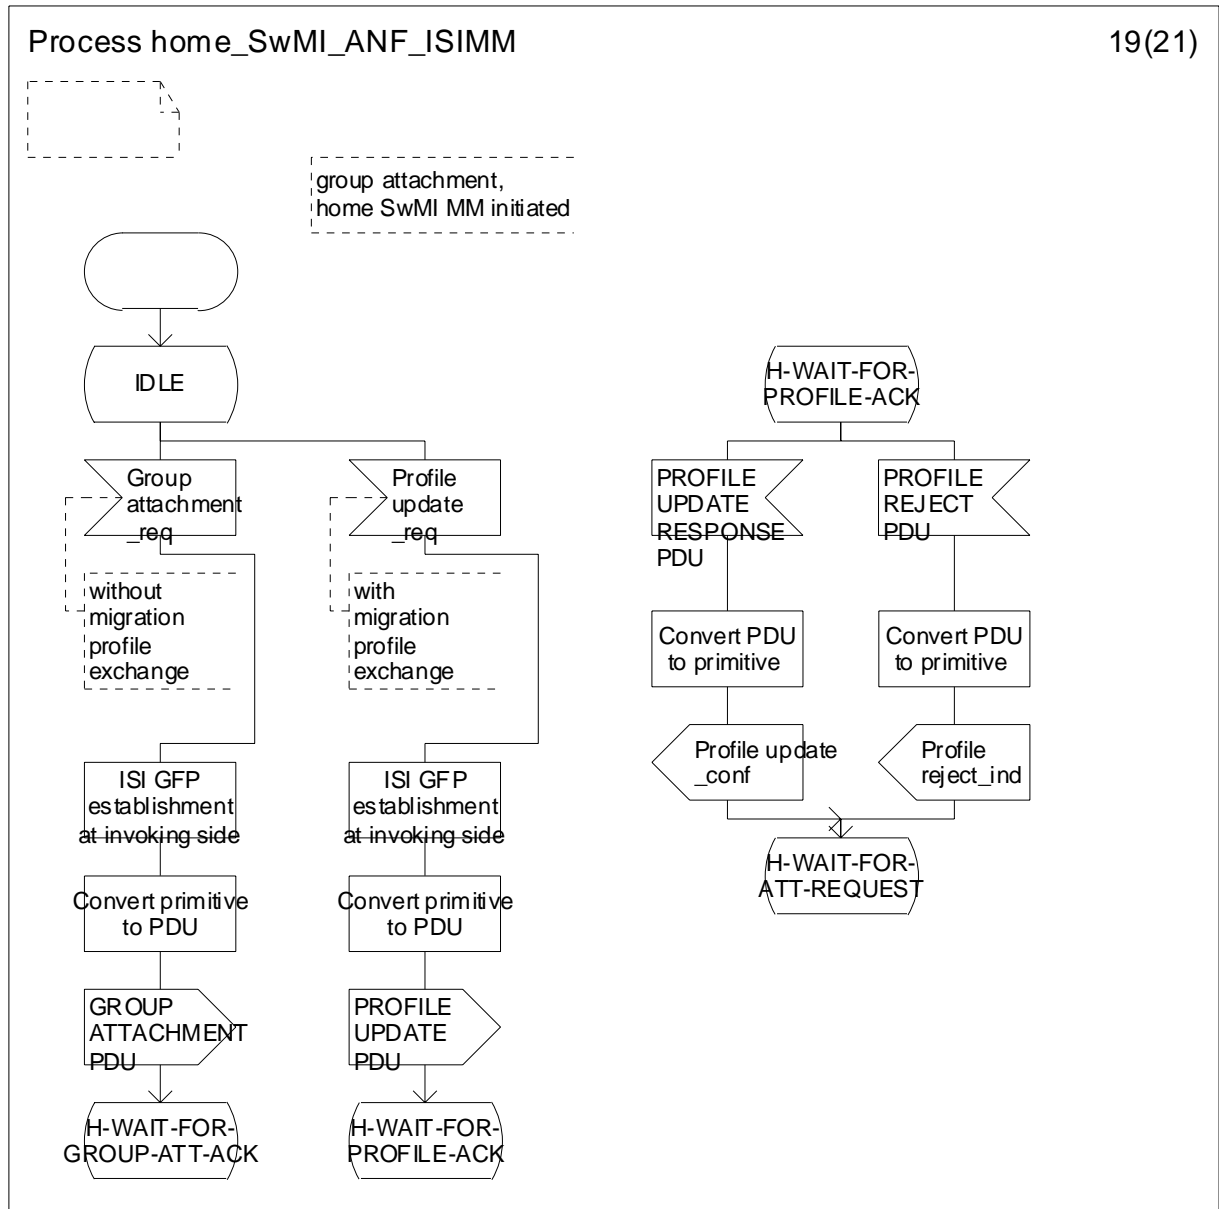 Process home_SwMI_ANF_ISIMM
19(21)
group attachment,
home SwMI MM initiated
IDLE
Group
attachment
_req
without
migration
profile
exchange
ISI GFP
establishment
at invoking side
Convert primitive
to PDU
GROUP
ATTACHMENT
PDU
H-WAIT-FOR-
GROUP-ATT-ACK
Profile
update
_req
with
migration
profile
exchange
ISI GFP
establishment
at invoking side
Convert primitive
to PDU
PROFILE
UPDATE
PDU
H-WAIT-FOR-
PROFILE-ACK
H-WAIT-FOR-
PROFILE-ACK
PROFILE
UPDATE
RESPONSE
PDU
Convert PDU
to primitive
Profile update
_conf
PROFILE
REJECT
PDU
Convert PDU
to primitive
Profile
reject_ind
H-WAIT-FOR-
ATT-REQUEST